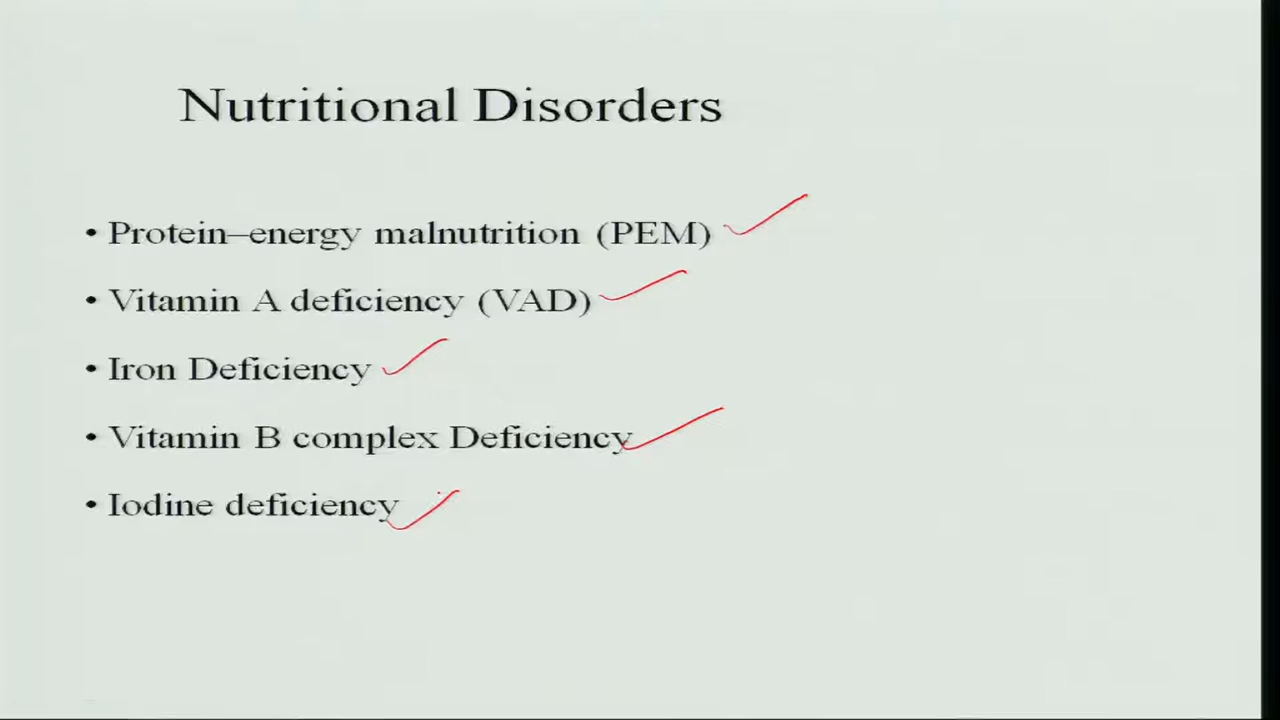 Nutritional Disorders
• Protein–energy malnutrition (PEM)
• Vitamin A deficiency (VAD)
• Iron Deficiency
• Vitamin B complex Deficiency
• Iodine deficiency